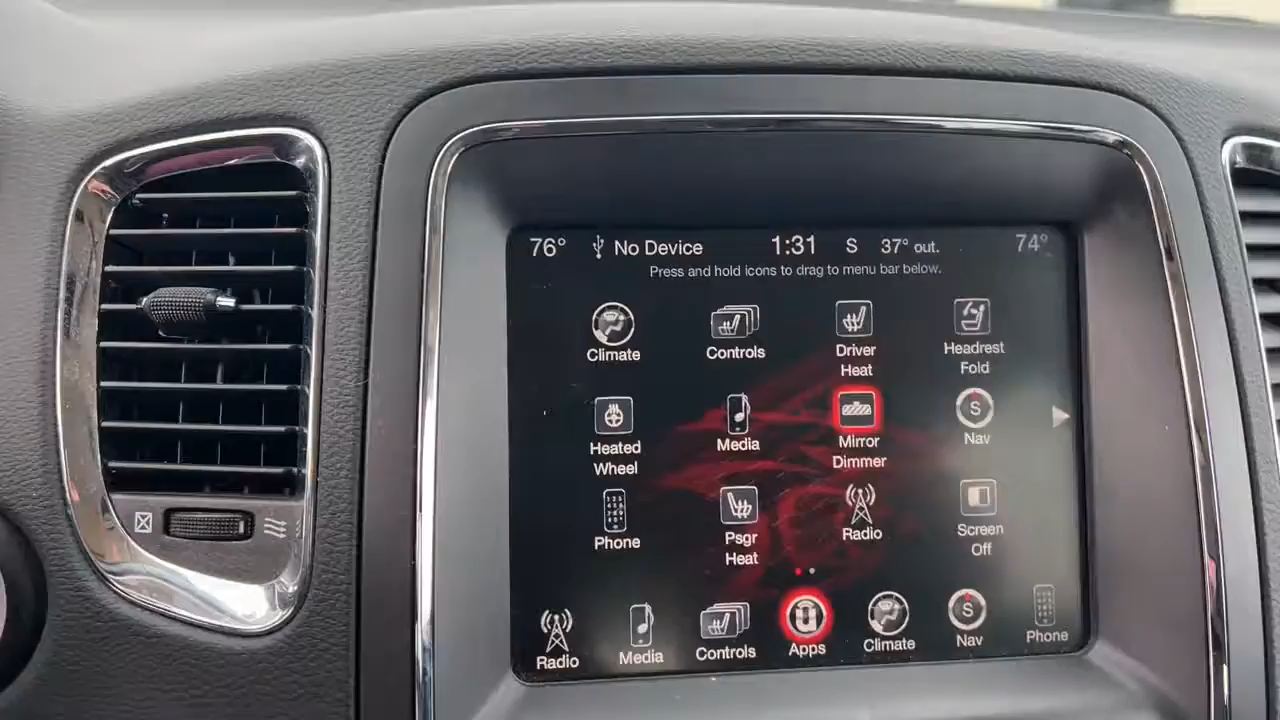 76° No Device 1:31 S 37° out. 74°
Press and hold icons to drag to menu bar below.
Climate
Controls
Driver
Heat
Headrest
Fold
Heated
Wheel
Media
Mirror
Dimmer
S
Nav
Phone
Psgr
Heat
Radio
Screen
Off
Radio
Media
Controls
Apps
Climate
S
Nav
Phone